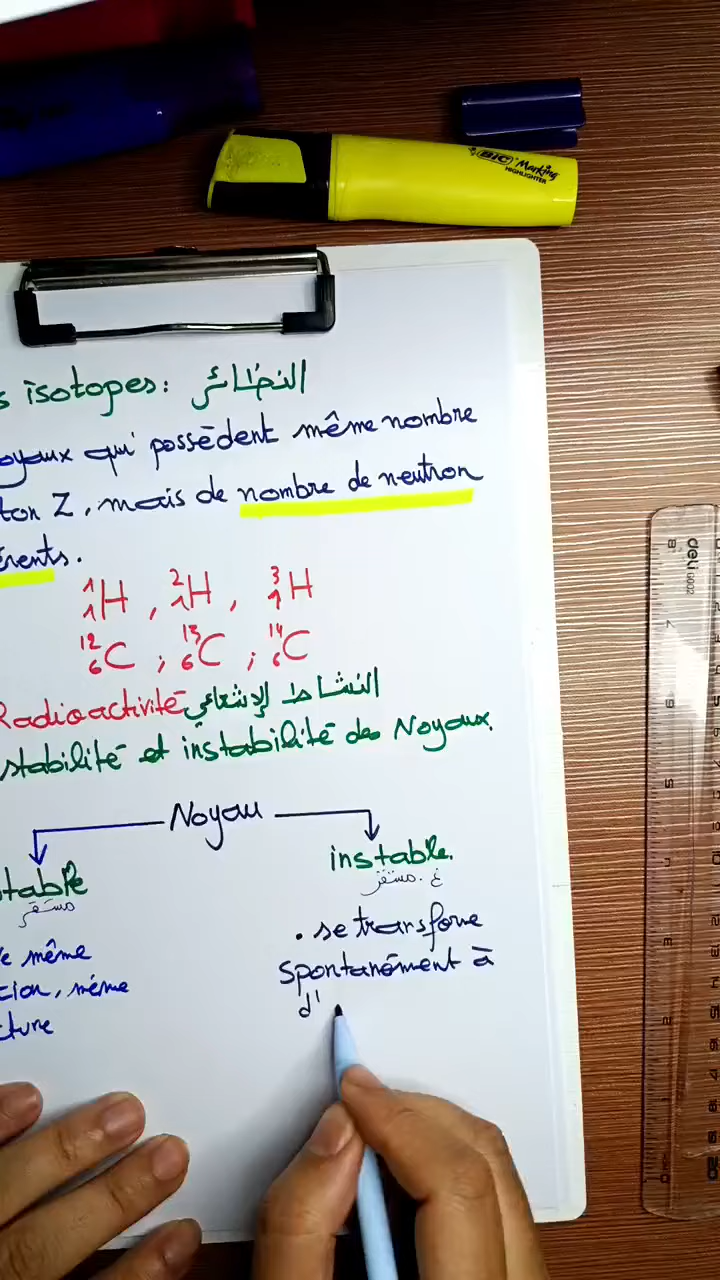 BIC Marking
HIGHLIGHTER
s isotopes: النظائر
oyaux qui possèdent même nombre
ton Z, mais de nombre de neutron
érents.
¹₁H , ²₁H , ³₁H
¹²₆C ; ¹³₆C ; ¹⁴₆C
Radioactivité النشاط الإشعاعي
stabilité et instabilité des Noyaux.
Noyau
table
مستقر
instable.
غ. مستقر
e même
tion, même
cture
. se transforme
spontanément à
d'
deli